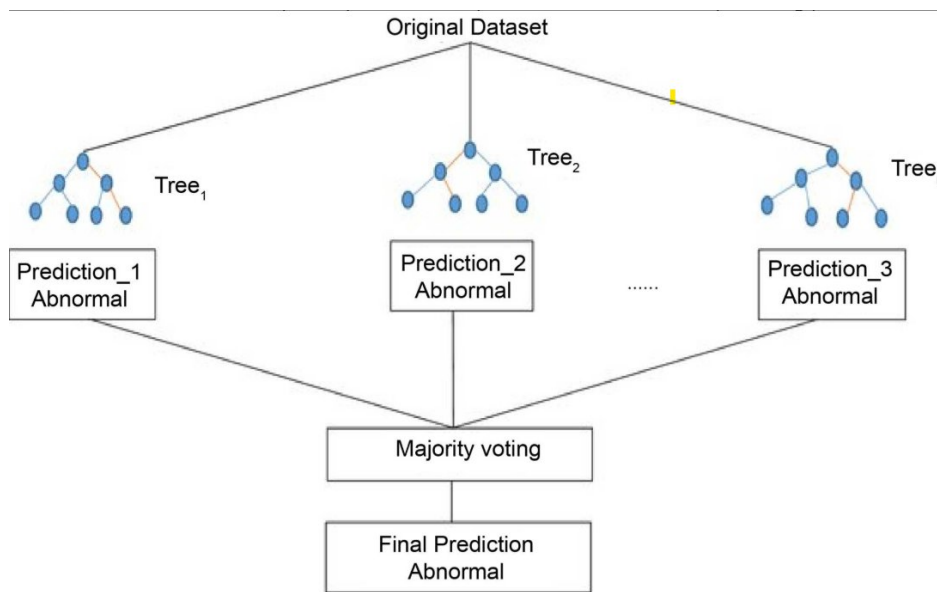 Original Dataset
Tree₁
Tree₂
Tree
Prediction_1
Abnormal
Prediction_2
Abnormal
......
Prediction_3
Abnormal
Majority voting
Final Prediction
Abnormal